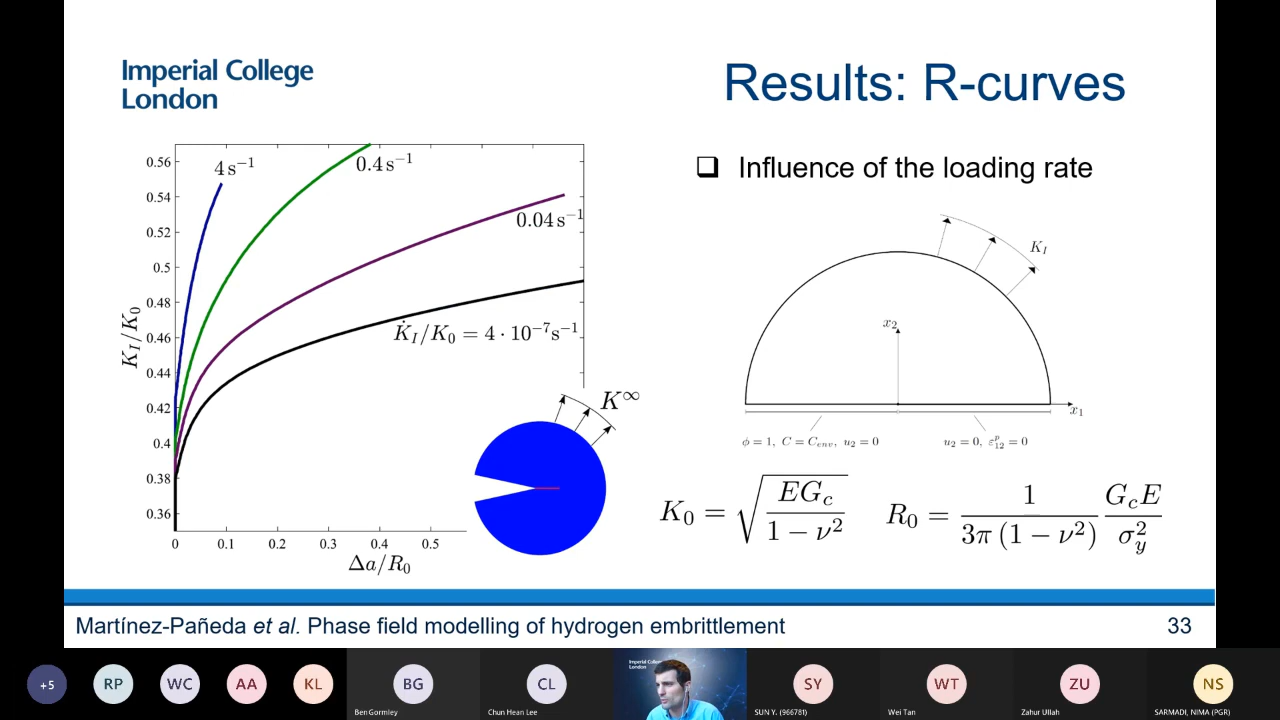 Imperial College
London
Results: R-curves
❑ Influence of the loading rate
0.56
0.54
0.52
0.5
0.48
0.46
0.44
0.42
0.4
0.38
0.36
0
0.1
0.2
0.3
0.4
0.5
K_I/K_0
Δa/R_0
4 s⁻¹
0.4 s⁻¹
0.04 s⁻¹
K̇_I/K_0 = 4 · 10⁻⁷s⁻¹
K^∞
K_I
x_2
x_1
ϕ = 1, C = C_env, u_2 = 0
u_2 = 0, ε^p_12 = 0
K_0 = √(EG_c / (1 − ν²))
R_0 = 1 / (3π (1 − ν²)) G_cE / σ_y²
Martínez-Pañeda et al. Phase field modelling of hydrogen embrittlement
33
+5
RP
WC
AA
KL
BG
Ben Gormley
CL
Chun Hean Lee
Imperial College
London
SY
SUN Y. (966781)
WT
Wei Tan
ZU
Zahur Ullah
NS
SARMADI, NIMA (PGR)